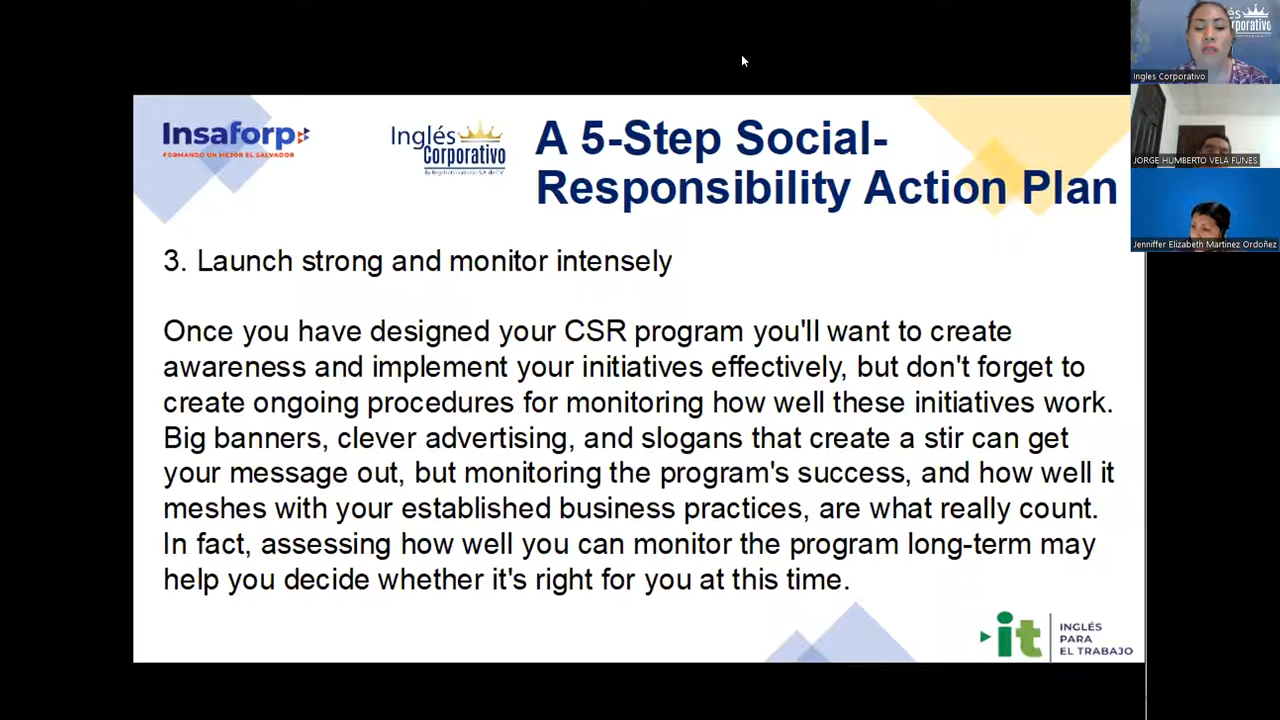 Insaforp
FORMANDO UN MEJOR EL SALVADOR
Inglés
Corporativo
A 5-Step Social-
Responsibility Action Plan
3. Launch strong and monitor intensely
Once you have designed your CSR program you'll want to create
awareness and implement your initiatives effectively, but don't forget to
create ongoing procedures for monitoring how well these initiatives work.
Big banners, clever advertising, and slogans that create a stir can get
your message out, but monitoring the program's success, and how well it
meshes with your established business practices, are what really count.
In fact, assessing how well you can monitor the program long-term may
help you decide whether it's right for you at this time.
it
INGLÉS
PARA
EL TRABAJO
Ingles Corporativo
JORGE HUMBERTO VELA FUNES
Jenniffer Elizabeth Martinez Ordoñez